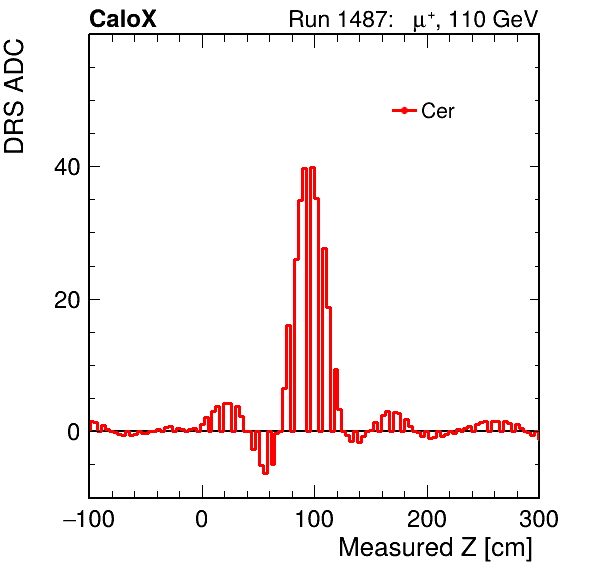 CaloX Run 1487: μ⁺, 110 GeV
DRS ADC
Cer
40
20
0
−100 0 100 200 300
Measured Z [cm]